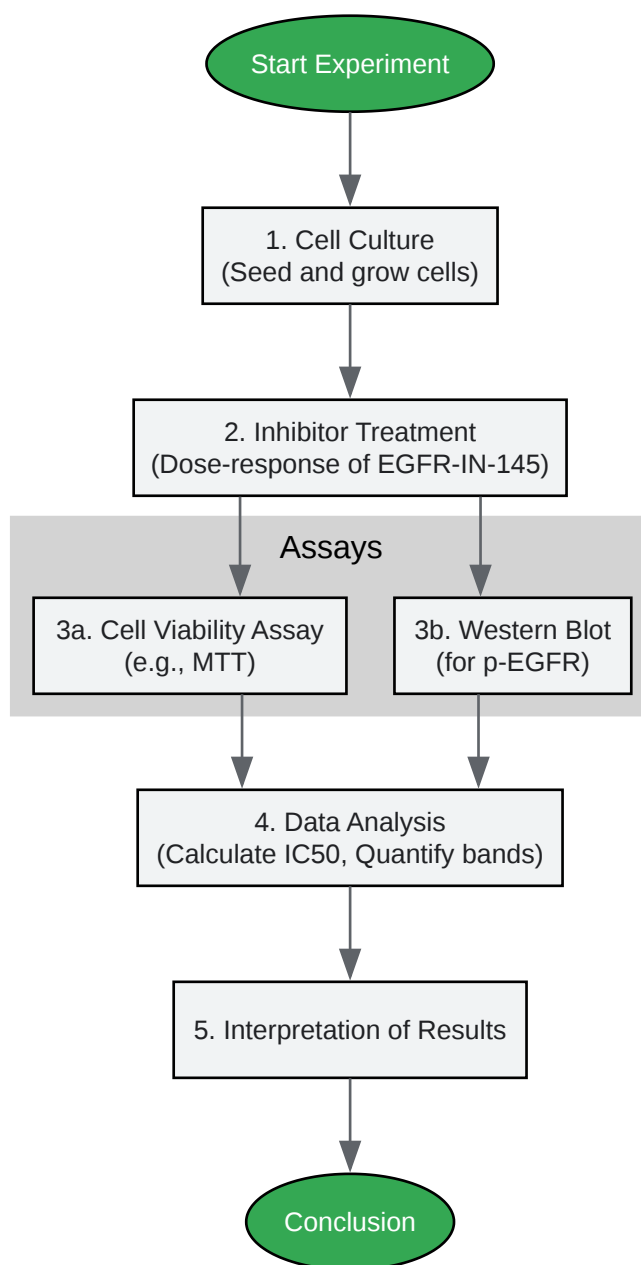 Start Experiment
1. Cell Culture
(Seed and grow cells)
2. Inhibitor Treatment
(Dose-response of EGFR-IN-145)
Assays
3a. Cell Viability Assay
(e.g., MTT)
3b. Western Blot
(for p-EGFR)
4. Data Analysis
(Calculate IC50, Quantify bands)
5. Interpretation of Results
Conclusion